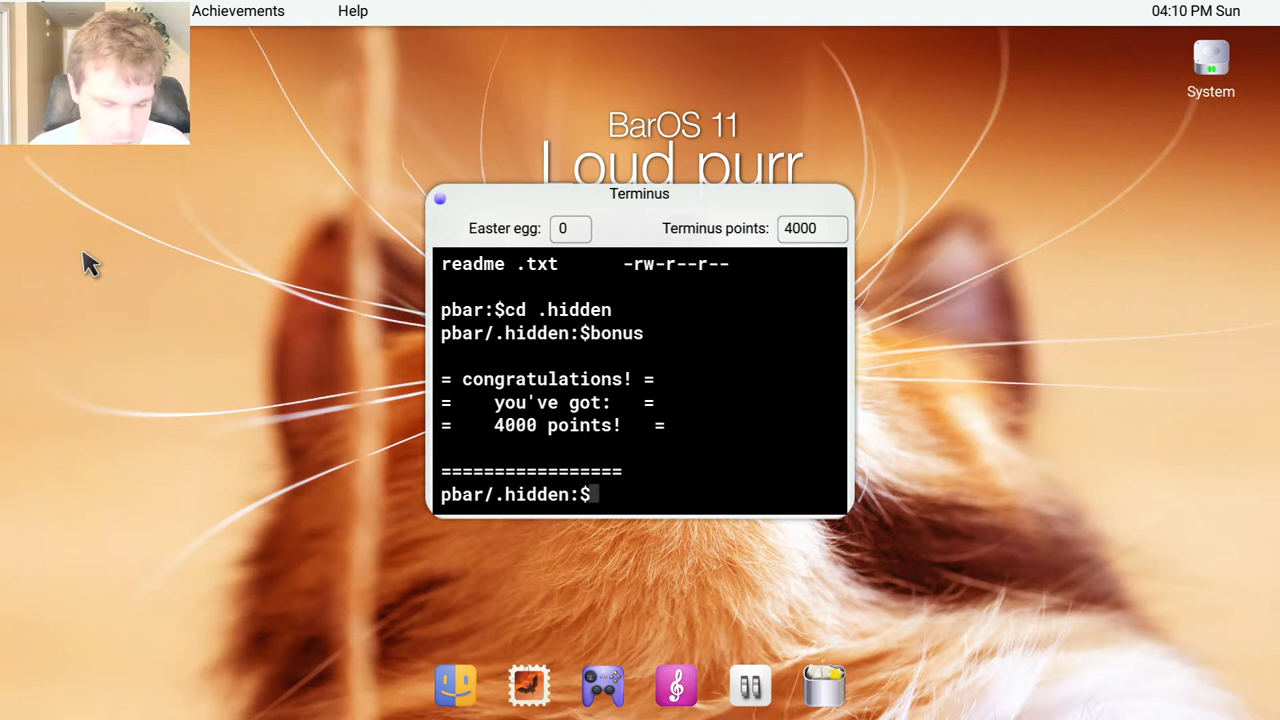 Achievements
Help
04:10 PM Sun
System
BarOS 11
Loud purr
Terminus
Easter egg: 0
Terminus points: 4000
readme .txt -rw-r--r--
pbar:$cd .hidden
pbar/.hidden:$bonus
= congratulations! =
= you've got: =
= 4000 points! =
=================
pbar/.hidden:$